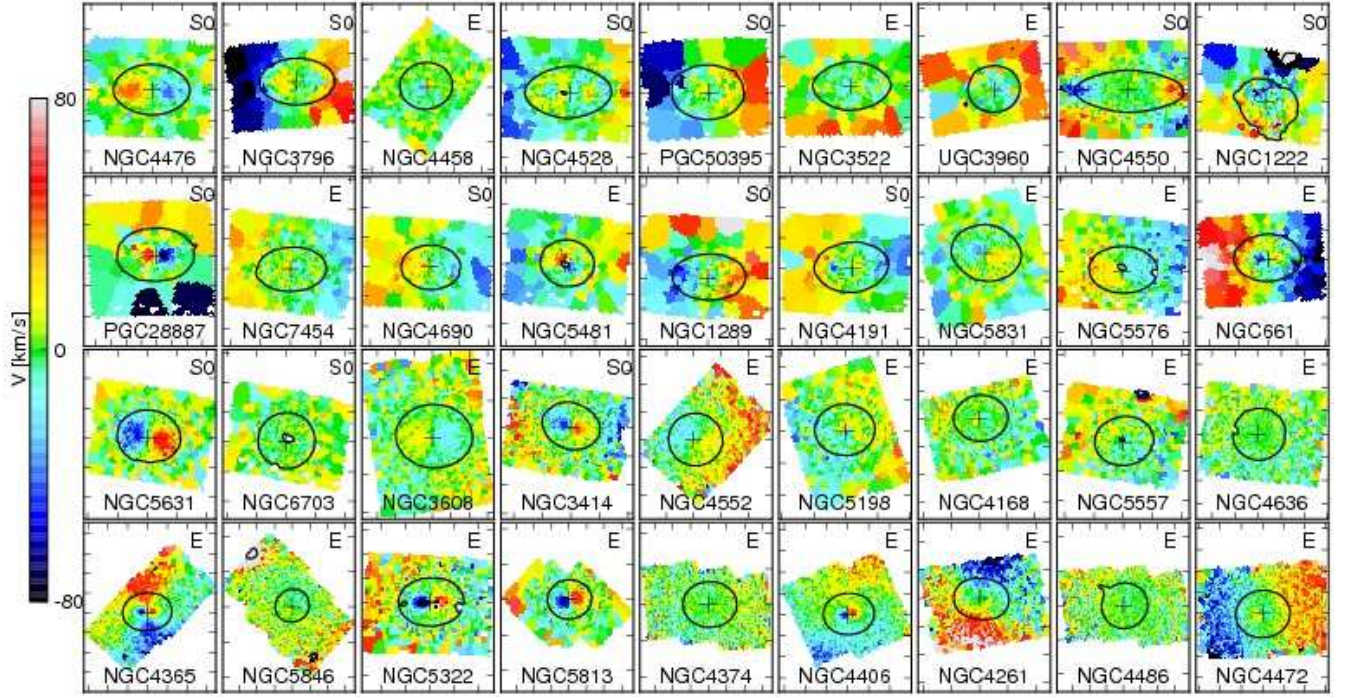 S0 S0 E S0 S0 E E S0 S0
NGC4476 NGC3796 NGC4458 NGC4528 PGC50395 NGC3522 UGC3960 NGC4550 NGC1222
80
S0 E S0 E S0 S0 E E E
PGC28887 NGC7454 NGC4690 NGC5481 NGC1289 NGC4191 NGC5831 NGC5576 NGC661
0
V [km/s]
S0 S0 E S0 E E E E E
NGC5631 NGC6703 NGC3608 NGC3414 NGC4552 NGC5198 NGC4168 NGC5557 NGC4636
-80
E E E E E E E E E
NGC4365 NGC5846 NGC5322 NGC5813 NGC4374 NGC4406 NGC4261 NGC4486 NGC4472